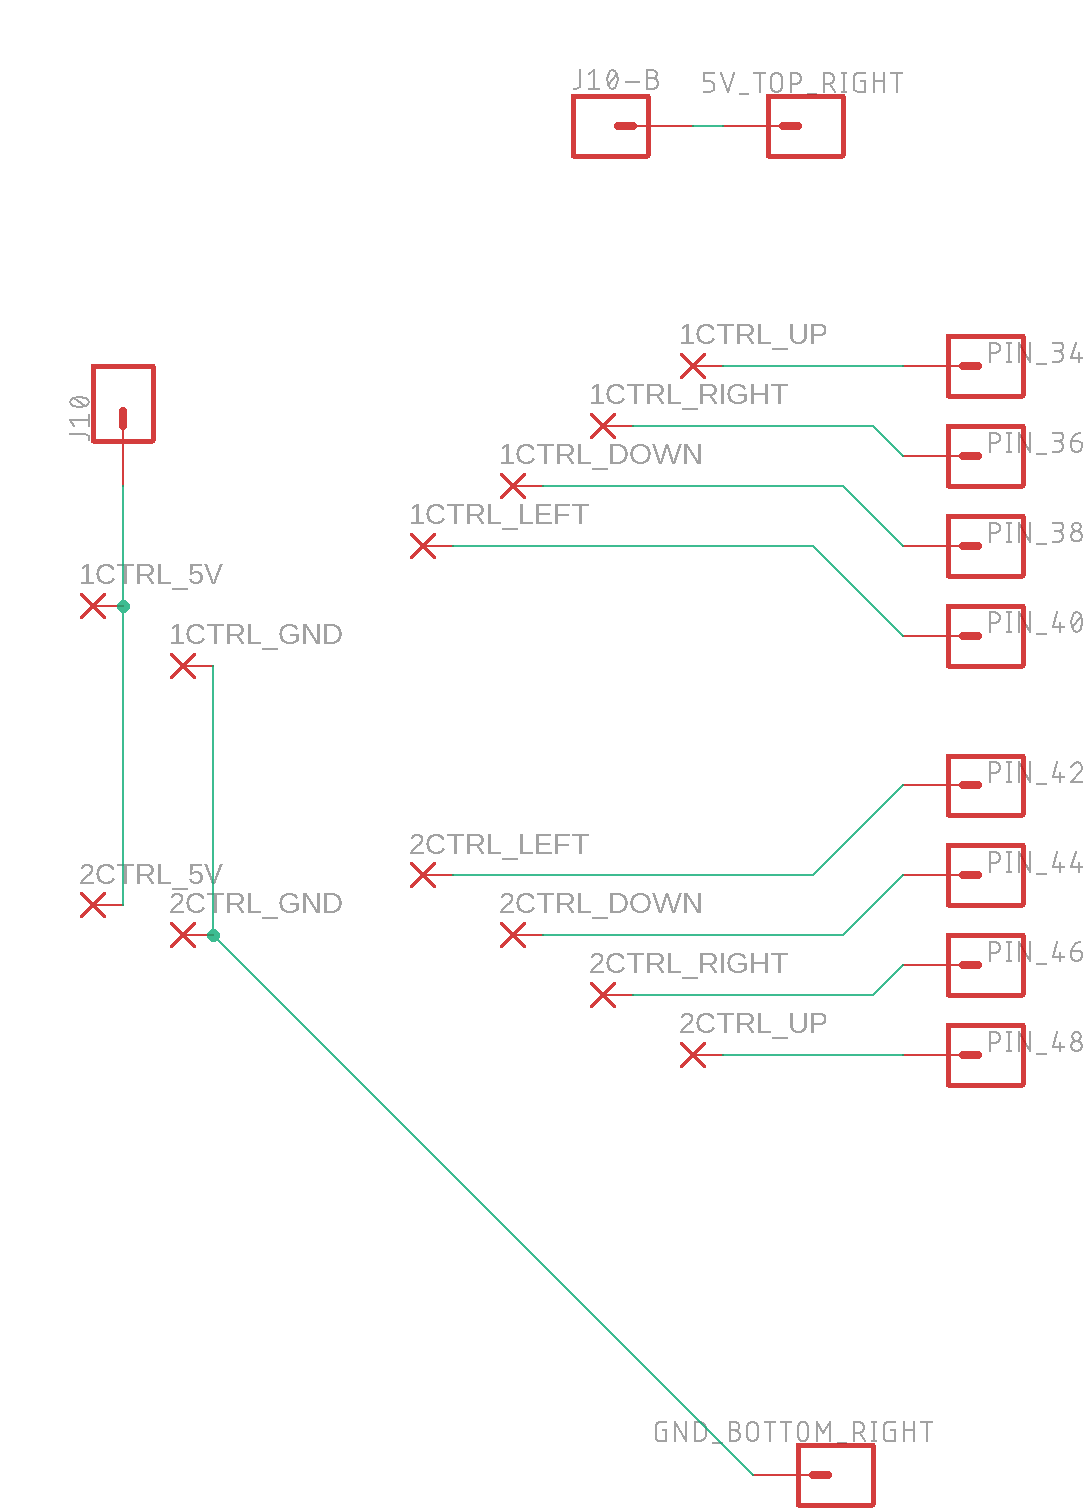 J10-B
5V_TOP_RIGHT
1CTRL_UP
PIN_34
J10
1CTRL_RIGHT
PIN_36
1CTRL_DOWN
1CTRL_LEFT
PIN_38
1CTRL_5V
1CTRL_GND
PIN_40
PIN_42
2CTRL_LEFT
PIN_44
2CTRL_5V
2CTRL_GND
2CTRL_DOWN
PIN_46
2CTRL_RIGHT
2CTRL_UP
PIN_48
GND_BOTTOM_RIGHT